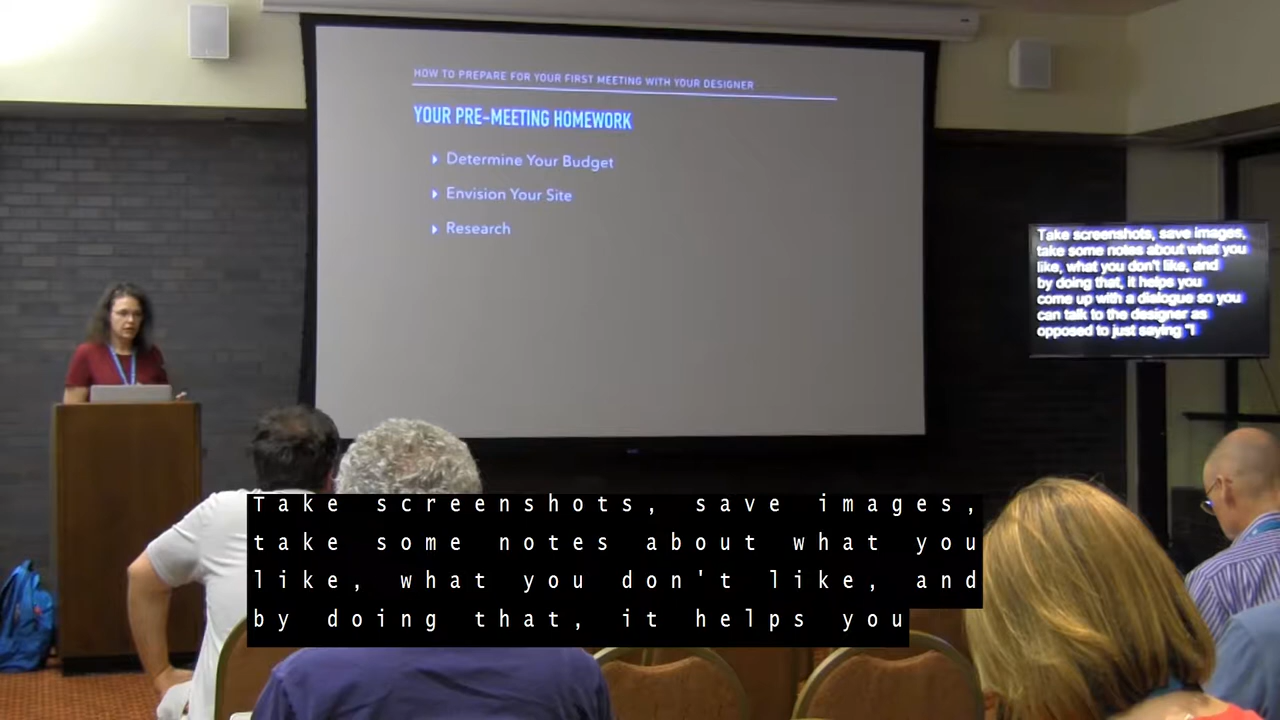 HOW TO PREPARE FOR YOUR FIRST MEETING WITH YOUR DESIGNER
YOUR PRE-MEETING HOMEWORK
Determine Your Budget
Envision Your Site
Research
Take screenshots, save images,
take some notes about what you
like, what you don't like, and
by doing that, it helps you
come up with a dialogue so you
can talk to the designer as
opposed to just saying "I
Take screenshots, save images,
take some notes about what you
like, what you don't like, and
by doing that, it helps you